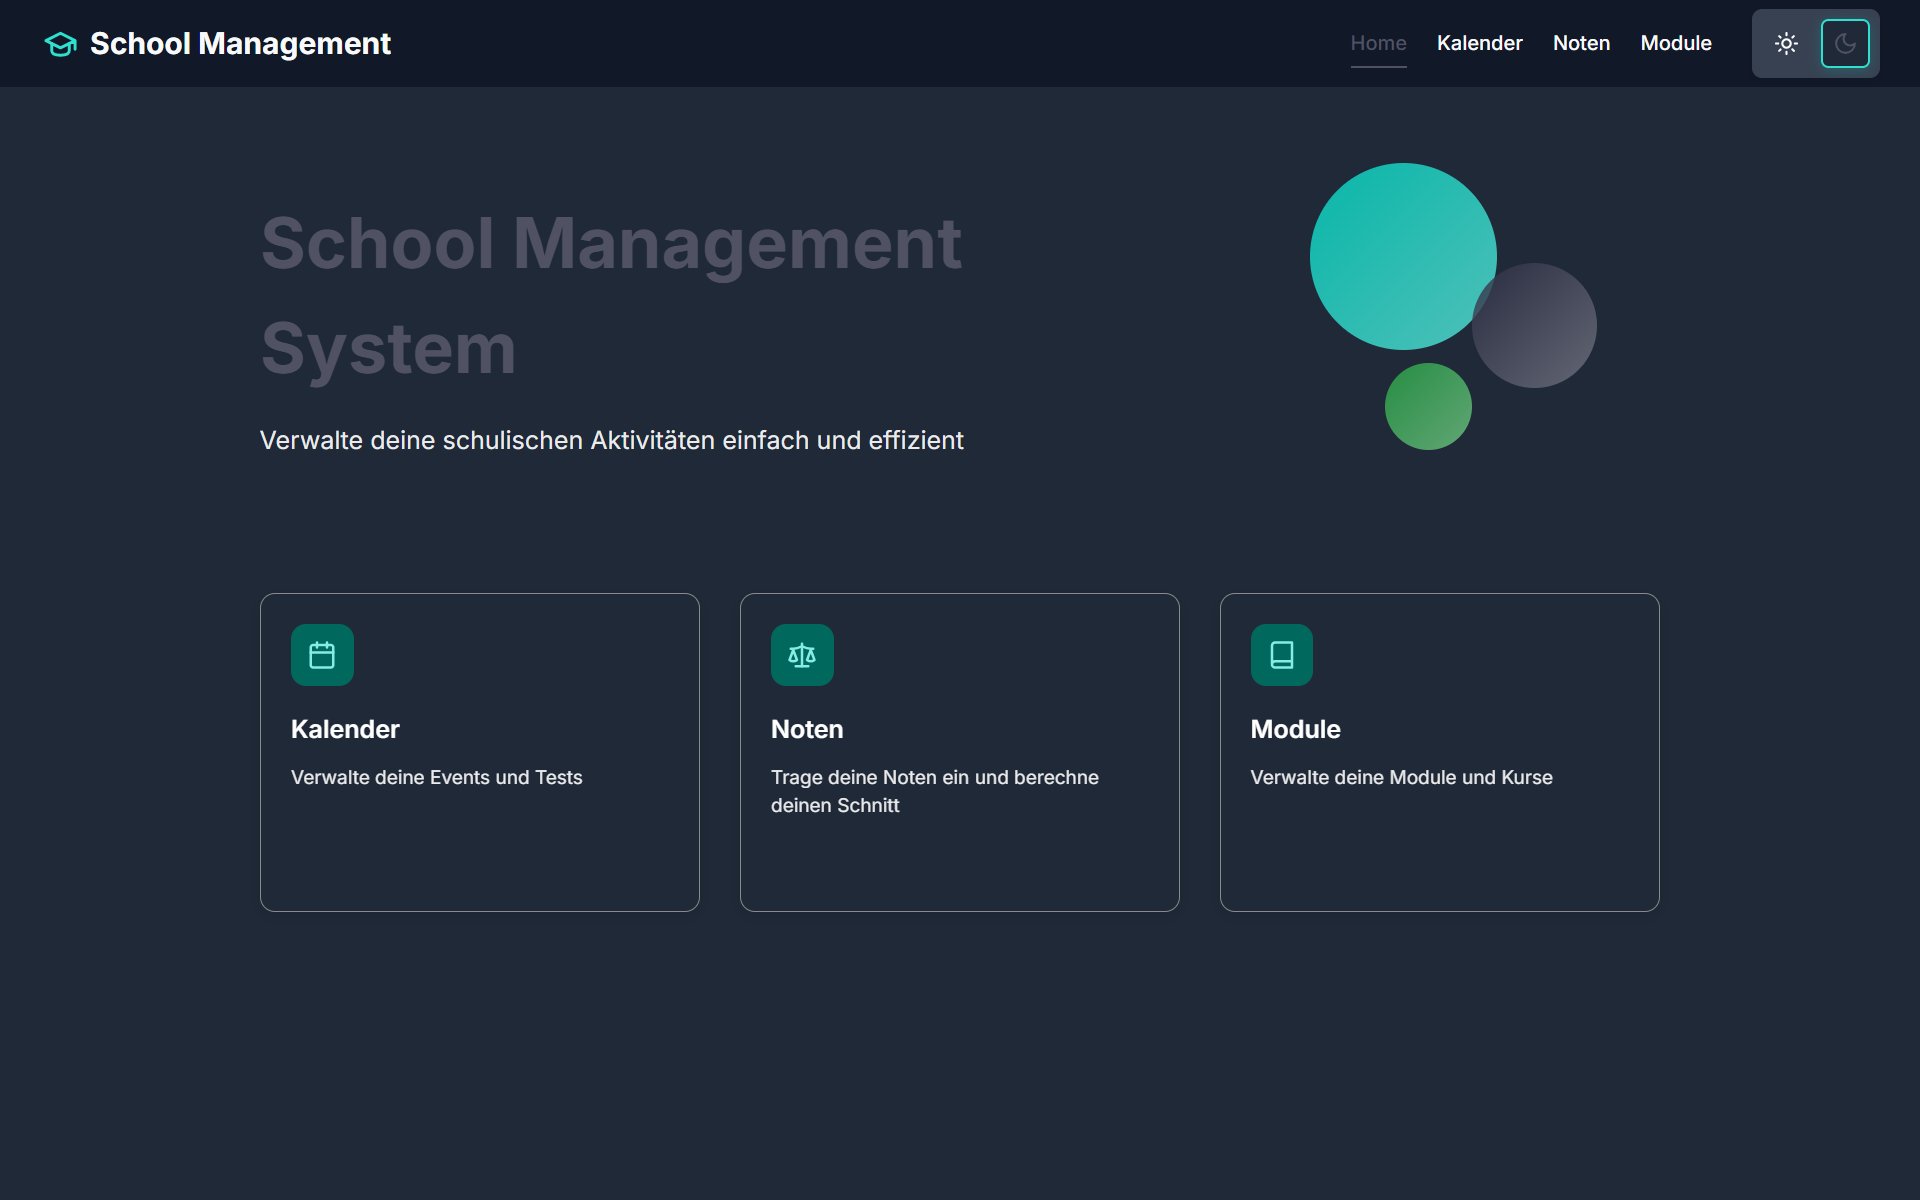 School Management
Home
Kalender
Noten
Module
School Management
System
Verwalte deine schulischen Aktivitäten einfach und effizient
Kalender
Verwalte deine Events und Tests
Noten
Trage deine Noten ein und berechne
deinen Schnitt
Module
Verwalte deine Module und Kurse